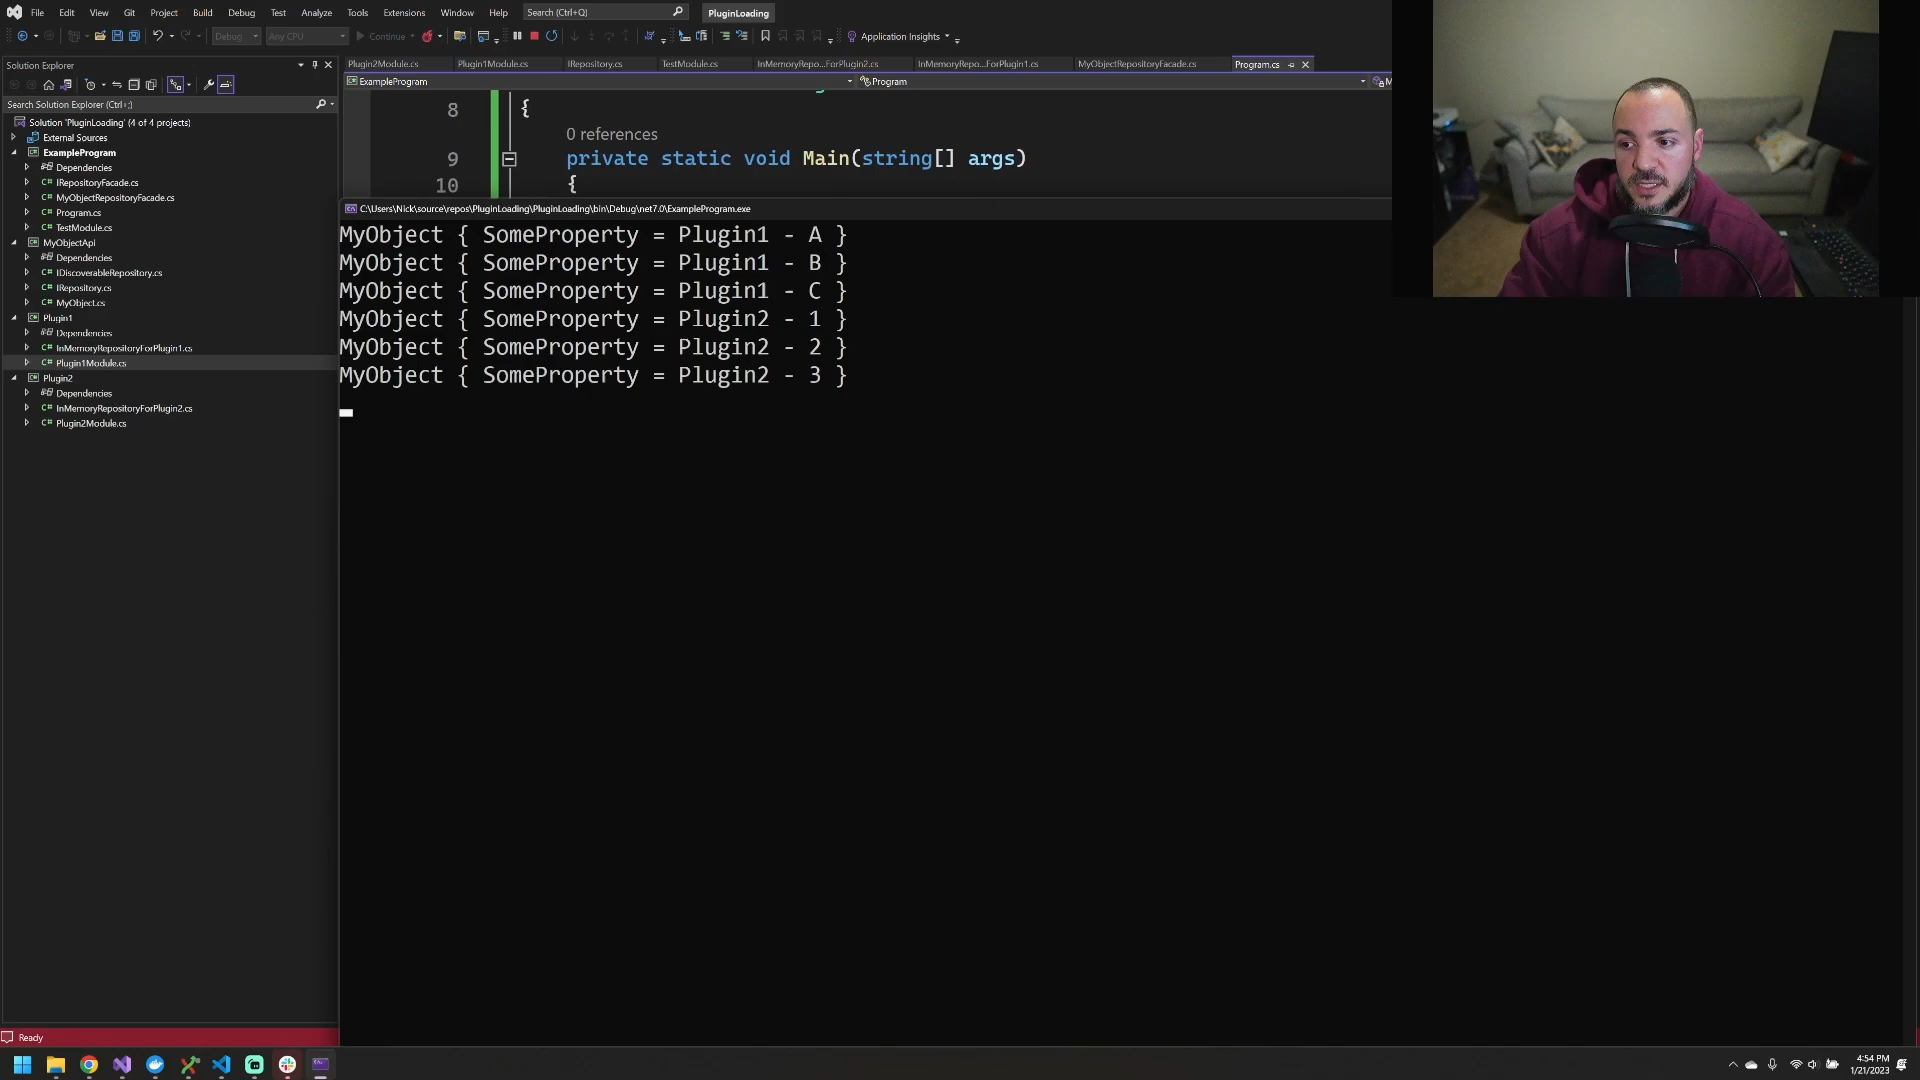 File Edit View Git Project Build Debug Test Analyze Tools Extensions Window Help Search (Ctrl+Q) PluginLoading
Debug Any CPU Continue Application Insights
Solution Explorer
Search Solution Explorer (Ctrl+;)
Solution 'PluginLoading' (4 of 4 projects)
External Sources
ExampleProgram
Dependencies
IRepositoryFacade.cs
MyObjectRepositoryFacade.cs
Program.cs
TestModule.cs
MyObjectApi
Dependencies
IDiscoverableRepository.cs
IRepository.cs
MyObject.cs
Plugin1
Dependencies
InMemoryRepositoryForPlugin1.cs
Plugin1Module.cs
Plugin2
Dependencies
InMemoryRepositoryForPlugin2.cs
Plugin2Module.cs
Plugin2Module.cs Plugin1Module.cs IRepository.cs TestModule.cs InMemoryRepo...ForPlugin2.cs InMemoryRepo...ForPlugin1.cs MyObjectRepositoryFacade.cs Program.cs
ExampleProgram Program M
8 {
0 references
9 private static void Main(string[] args)
10 {
C:\Users\Nick\source\repos\PluginLoading\PluginLoading\bin\Debug\net7.0\ExampleProgram.exe
MyObject { SomeProperty = Plugin1 - A }
MyObject { SomeProperty = Plugin1 - B }
MyObject { SomeProperty = Plugin1 - C }
MyObject { SomeProperty = Plugin2 - 1 }
MyObject { SomeProperty = Plugin2 - 2 }
MyObject { SomeProperty = Plugin2 - 3 }
Ready
4:54 PM
1/21/2023